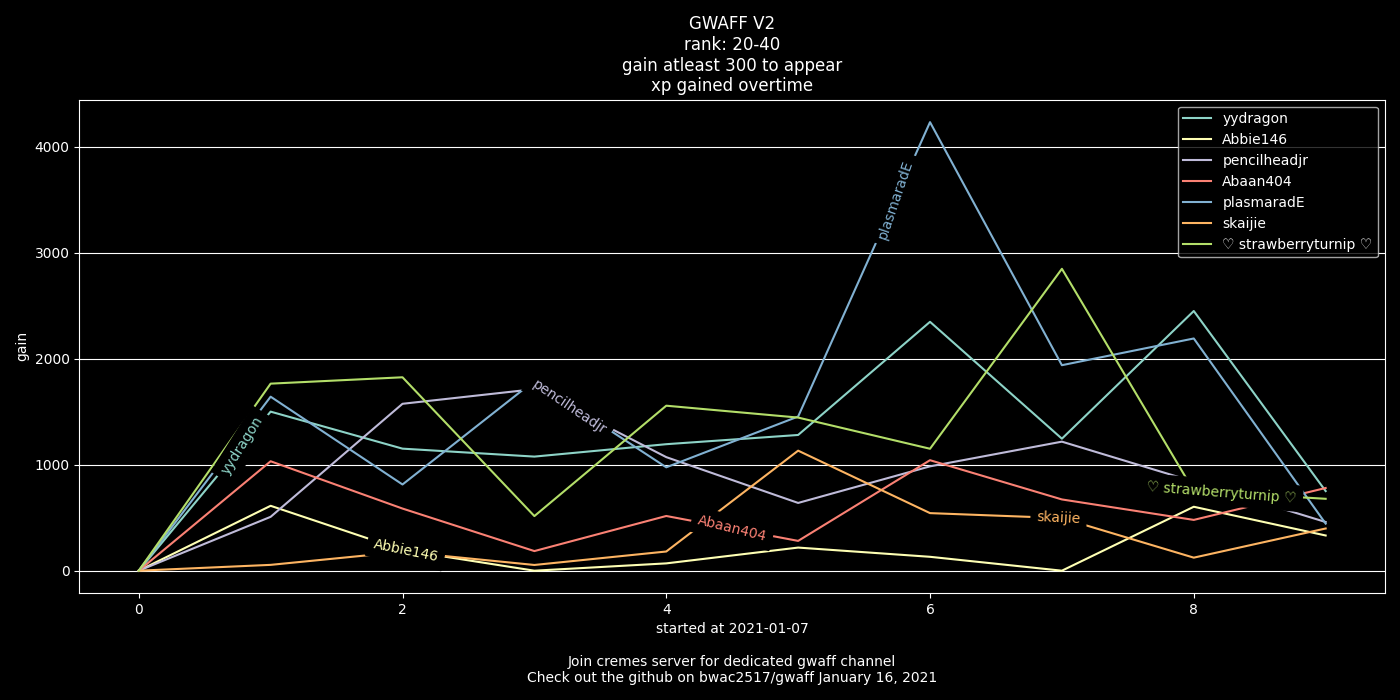 GWAFF V2
rank: 20-40
gain atleast 300 to appear
xp gained overtime
yydragon
Abbie146
pencilheadjr
Abaan404
plasmaradE
skaijie
♡ strawberryturnip ♡
4000
3000
2000
1000
0
gain
plasmaradE
pencilheadjr
yydragon
♡ strawberryturnip ♡
Abaan404
skaijie
Abbie146
0 2 4 6 8
started at 2021-01-07
Join cremes server for dedicated gwaff channel
Check out the github on bwac2517/gwaff January 16, 2021